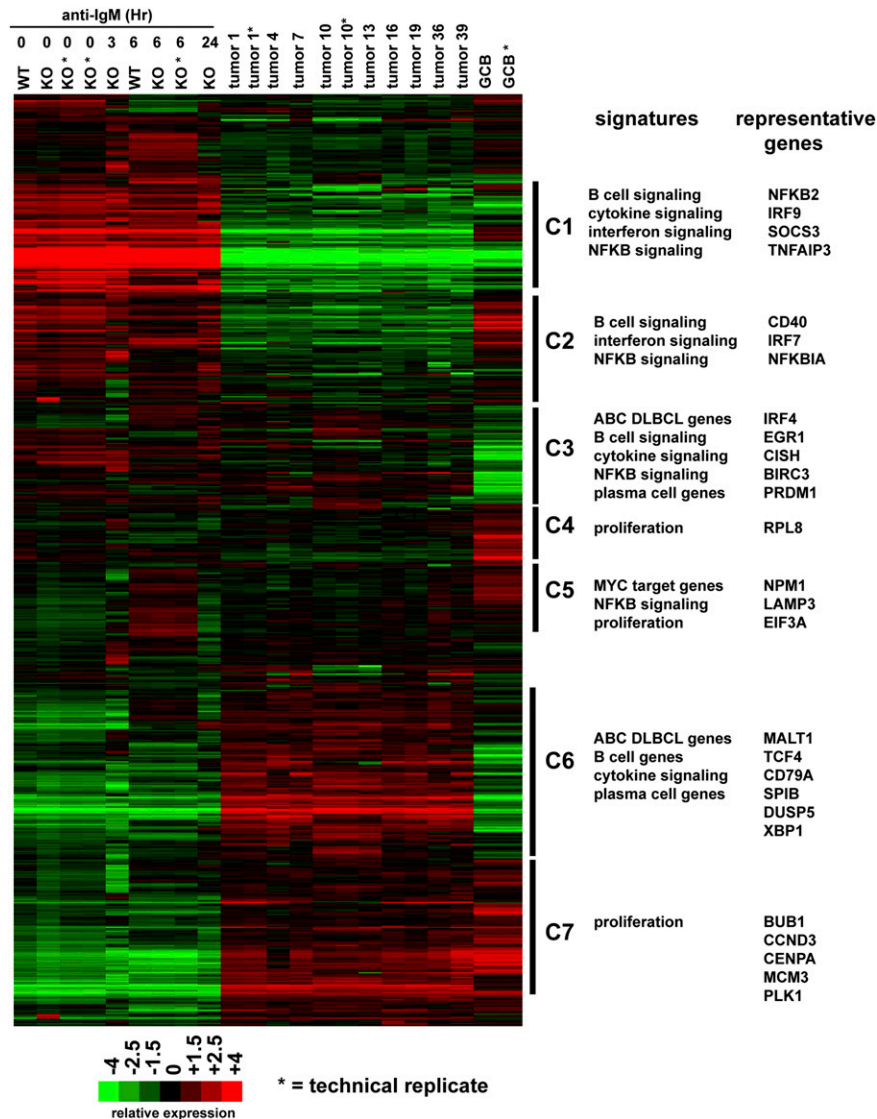 anti-IgM (Hr)
0 0 0 0 3 6 6 6 24
WT KO KO * KO * KO WT KO KO * KO tumor 1 tumor 1* tumor 4 tumor 7 tumor 10 tumor 10* tumor 13 tumor 16 tumor 19 tumor 36 tumor 39 GCB GCB *
signatures representative genes
C1
B cell signaling NFKB2
cytokine signaling IRF9
interferon signaling SOCS3
NFKB signaling TNFAIP3
C2
B cell signaling CD40
interferon signaling IRF7
NFKB signaling NFKBIA
C3
ABC DLBCL genes IRF4
B cell signaling EGR1
cytokine signaling CISH
NFKB signaling BIRC3
plasma cell genes PRDM1
C4
proliferation RPL8
C5
MYC target genes NPM1
NFKB signaling LAMP3
proliferation EIF3A
C6
ABC DLBCL genes MALT1
B cell genes TCF4
cytokine signaling CD79A
plasma cell genes SPIB
DUSP5
XBP1
C7
proliferation BUB1
CCND3
CENPA
MCM3
PLK1
-4 -2.5 -1.5 0 +1.5 +2.5 +4
relative expression
* = technical replicate